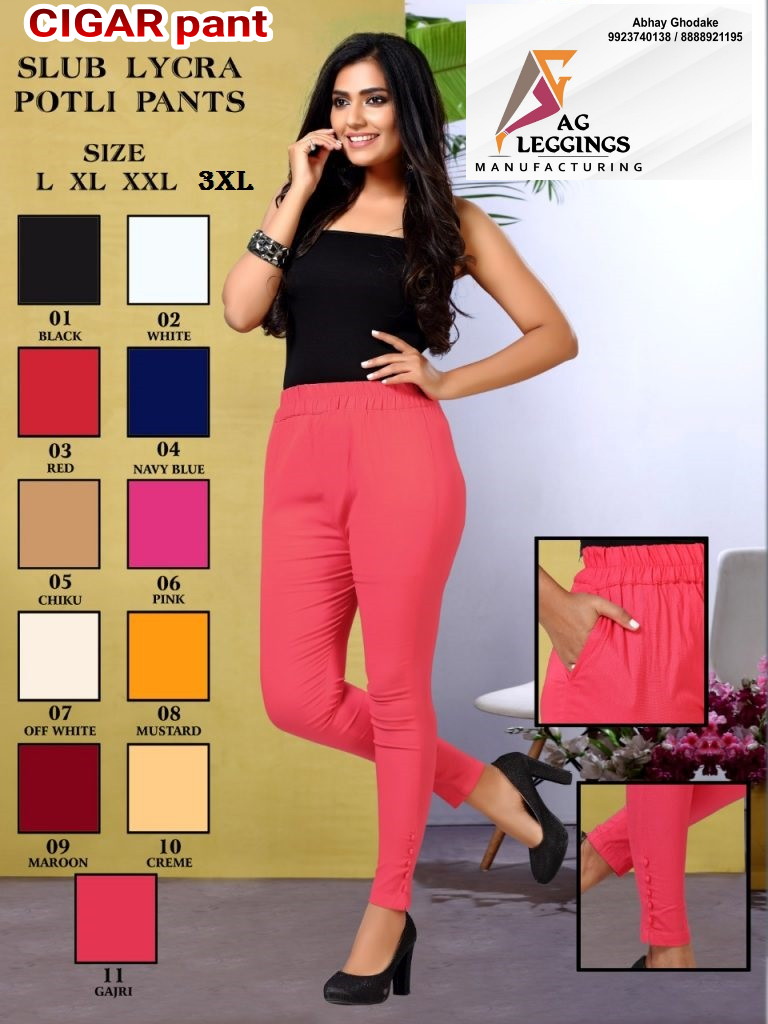 CIGAR pant
SLUB LYCRA
POTLI PANTS
SIZE
L XL XXL 3XL
Abhay Ghodake
9923740138 / 8888921195
AG
LEGGINGS
MANUFACTURING
01
BLACK
02
WHITE
03
RED
04
NAVY BLUE
05
CHIKU
06
PINK
07
OFF WHITE
08
MUSTARD
09
MAROON
10
CREME
11
GAJRI